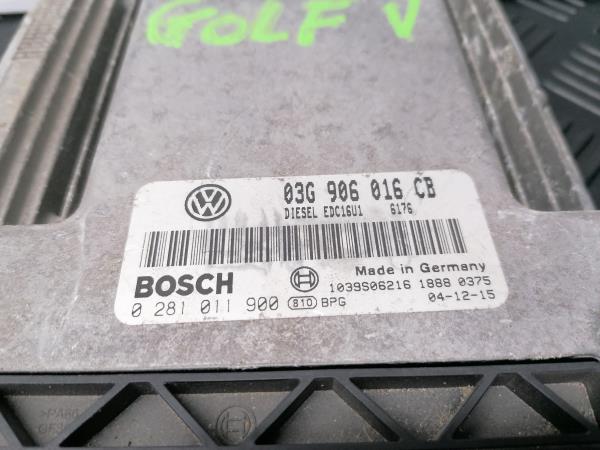 GOLF V
VW
03G 906 016 CB
DIESEL EDC16U1 6176
BOSCH
Made in Germany
1039S06216 1888 0375
0 281 011 900 810 BPG
04-12-15